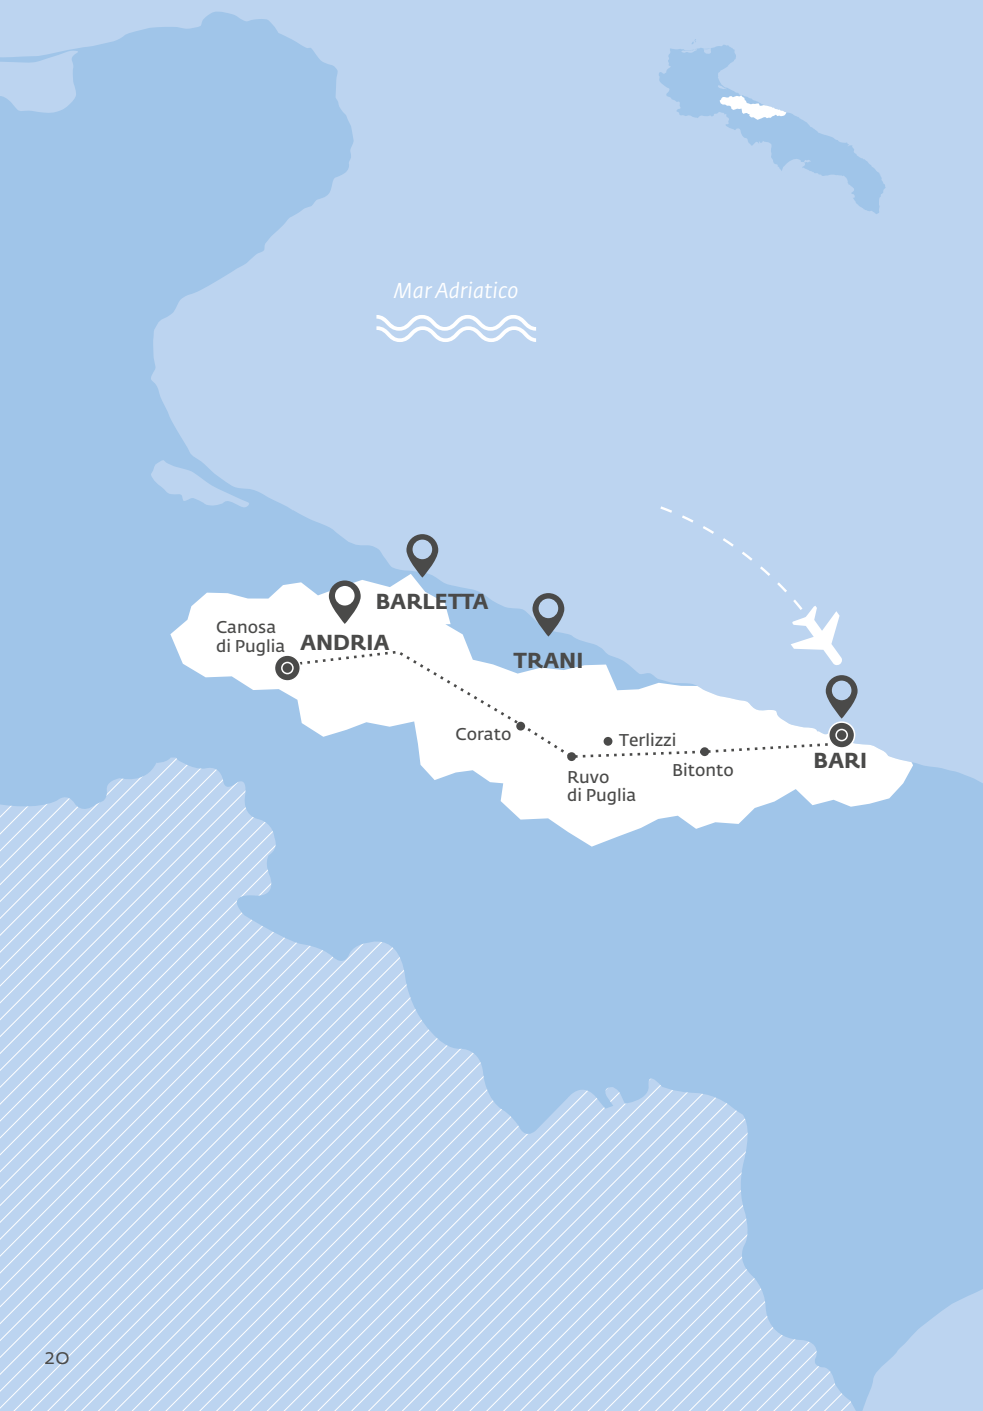 Mar Adriatico
BARLETTA
Canosa
di Puglia
ANDRIA
TRANI
Corato
Terlizzi
Ruvo
di Puglia
Bitonto
BARI
20